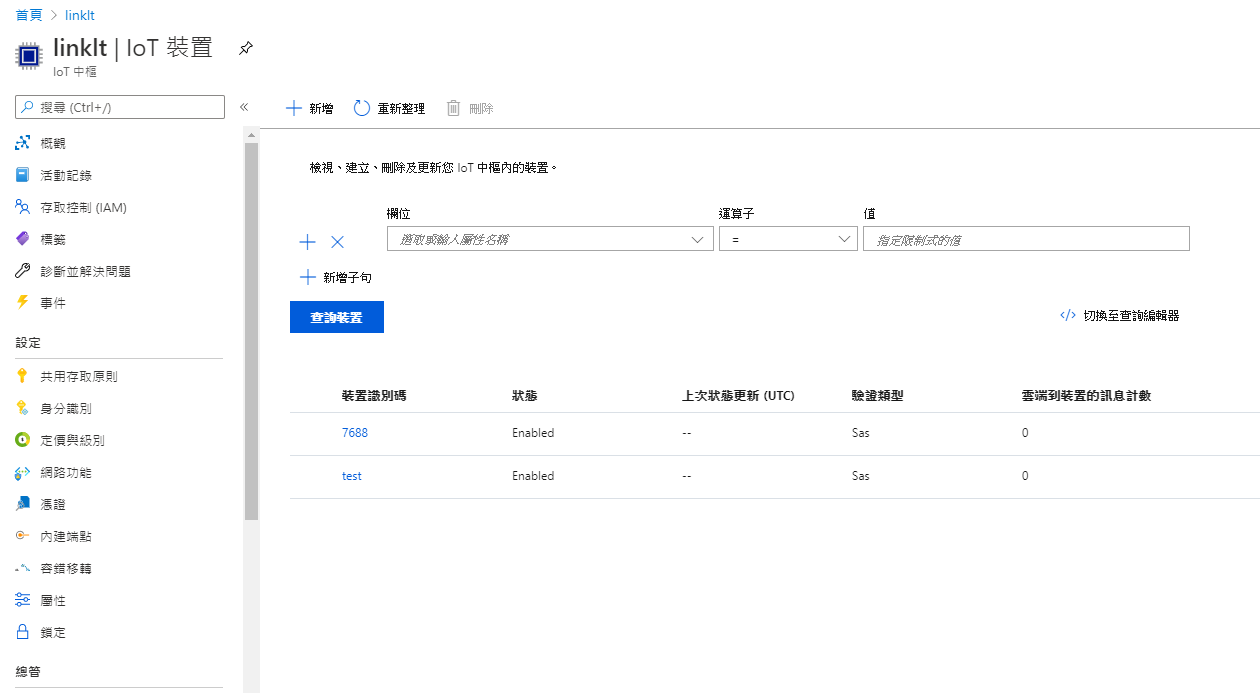 首頁 > linkIt
linkIt | IoT 裝置
IoT 中樞
搜尋 (Ctrl+/)
«
新增
重新整理
刪除
概觀
活動記錄
存取控制 (IAM)
標籤
診斷並解決問題
事件
設定
共用存取原則
身分識別
定價與級別
網路功能
憑證
內建端點
容錯移轉
屬性
鎖定
總管
檢視、建立、刪除及更新您 IoT 中樞內的裝置。
欄位 運算子 值
選取或輸入屬性名稱 = 指定限制式的值
新增子句
查詢裝置
</> 切換至查詢編輯器
裝置識別碼 狀態 上次狀態更新 (UTC) 驗證類型 雲端到裝置的訊息計數
7688 Enabled -- Sas 0
test Enabled -- Sas 0